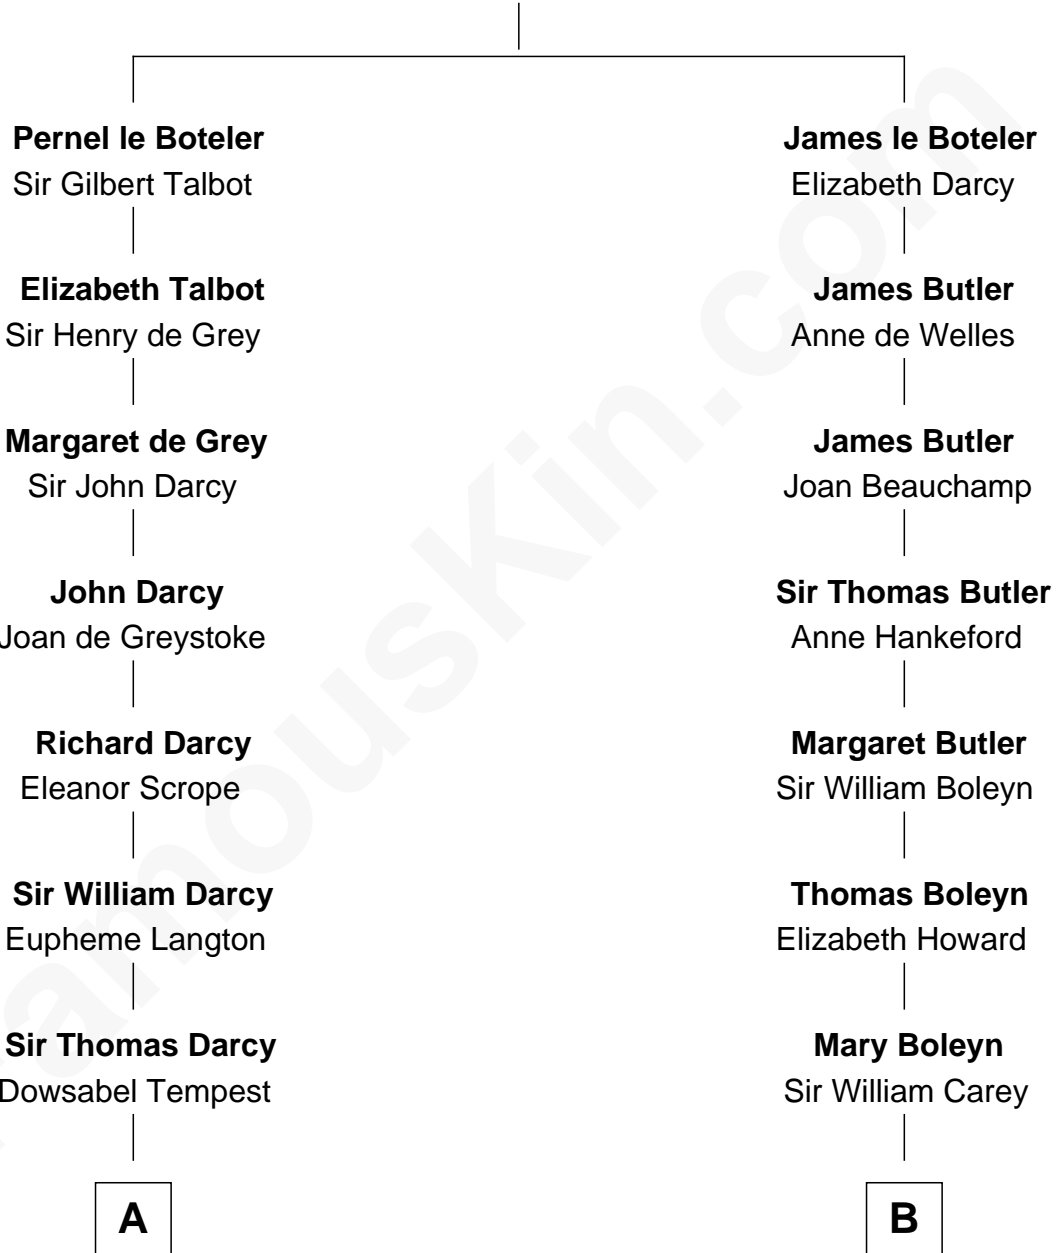 Pernel le Boteler
Sir Gilbert Talbot
Elizabeth Talbot
Sir Henry de Grey
Margaret de Grey
Sir John Darcy
John Darcy
Joan de Greystoke
Richard Darcy
Eleanor Scrope
Sir William Darcy
Eupheme Langton
Sir Thomas Darcy
Dowsabel Tempest
A
James le Boteler
Elizabeth Darcy
James Butler
Anne de Welles
James Butler
Joan Beauchamp
Sir Thomas Butler
Anne Hankeford
Margaret Butler
Sir William Boleyn
Thomas Boleyn
Elizabeth Howard
Mary Boleyn
Sir William Carey
B
FamousKin.com